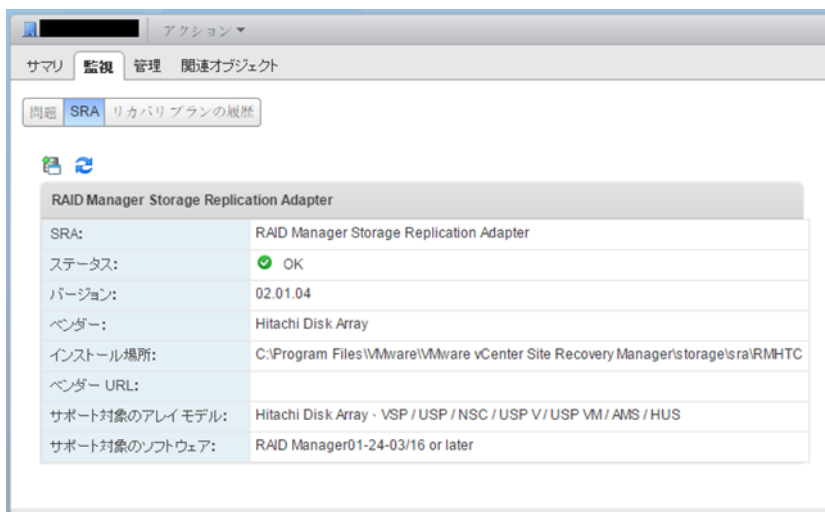 アクション
サマリ 監視 管理 関連オブジェクト
問題 SRA リカバリ プランの履歴
RAID Manager Storage Replication Adapter
SRA: RAID Manager Storage Replication Adapter
ステータス: OK
バージョン: 02.01.04
ベンダー: Hitachi Disk Array
インストール場所: C:\Program Files\VMware\VMware vCenter Site Recovery Manager\storage\sra\RMHTC
ベンダー URL:
サポート対象のアレイ モデル: Hitachi Disk Array、VSP / USP / NSC / USP V / USP VM / AMS / HUS
サポート対象のソフトウェア: RAID Manager01-24-03/16 or later